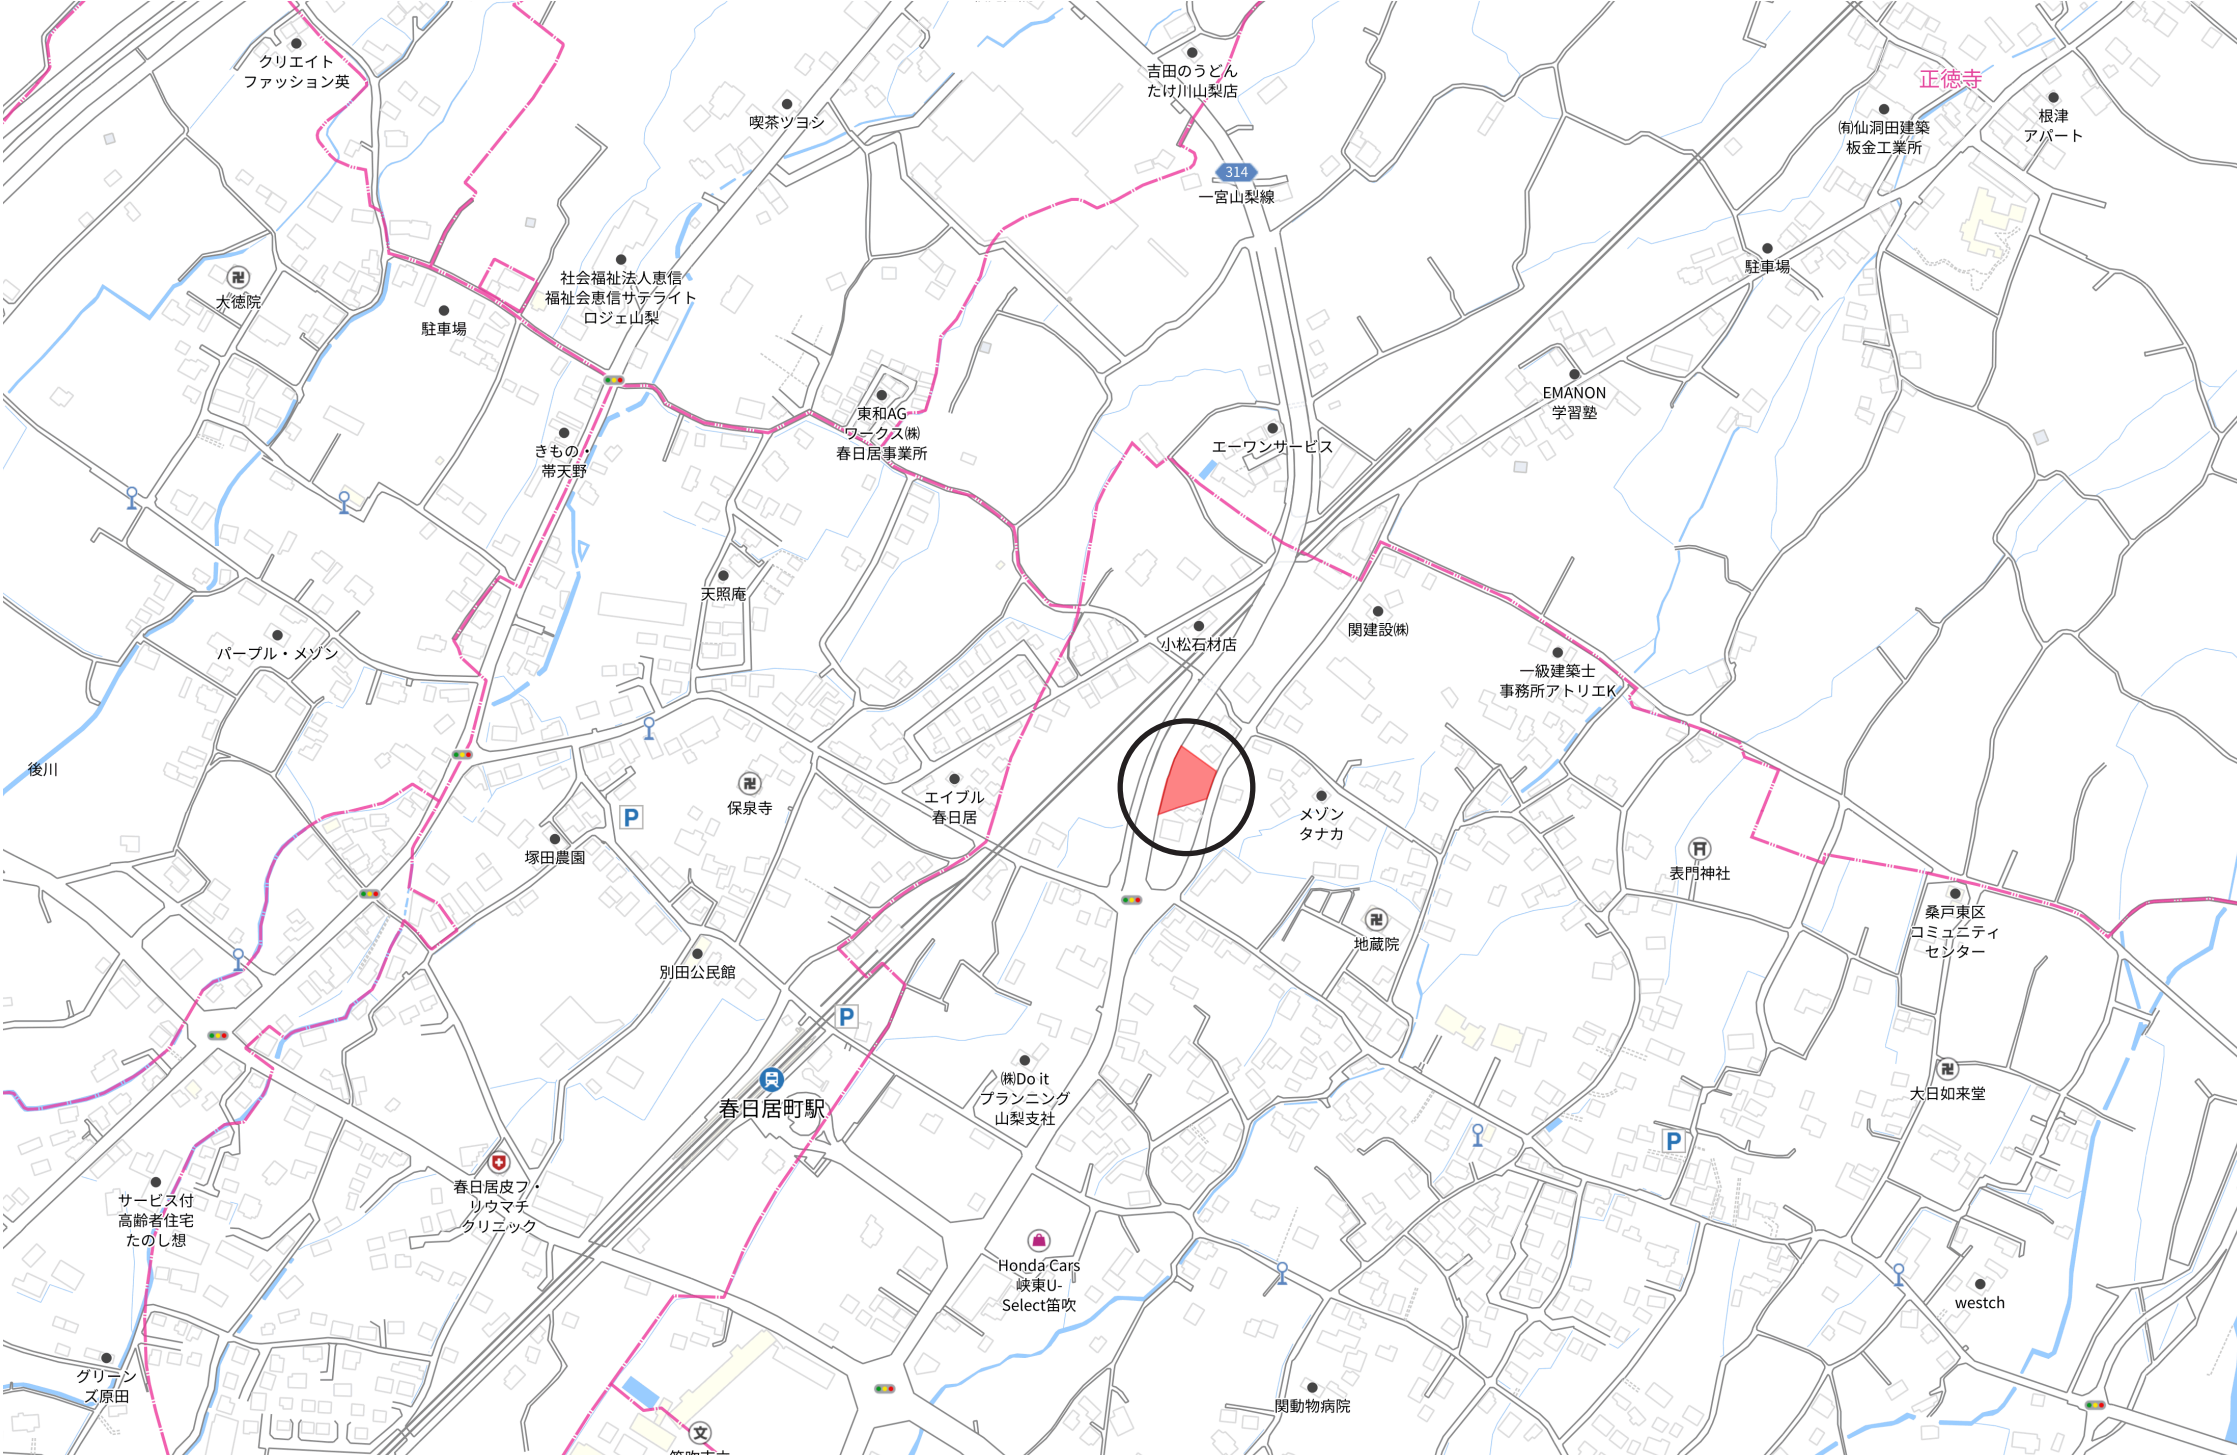 クリエイト
ファッション英
喫茶ツヨシ
吉田のうどん
たけ川山梨店
314
一宮山梨線
正徳寺
㈲仙洞田建築
板金工業所
根津
アパート
駐車場
大徳院
駐車場
社会福祉法人恵信
福祉会恵信サテライト
ロジェ山梨
東和AG
ワークス㈱
春日居事業所
きもの・
帯天野
エーワンサービス
EMANON
学習塾
天照庵
小松石材店
関建設㈱
一級建築士
事務所アトリエK
パープル・メゾン
後川
P
保泉寺
エイブル
春日居
メゾン
タナカ
塚田農園
表門神社
地蔵院
桑戸東区
コミュニティ
センター
別田公民館
P
春日居町駅
㈱Do it
プランニング
山梨支社
大日如来堂
P
春日居皮フ・
リウマチ
クリニック
サービス付
高齢者住宅
たのし想
Honda Cars
峡東U-
Select笛吹
westch
グリーン
ズ原田
関動物病院
文